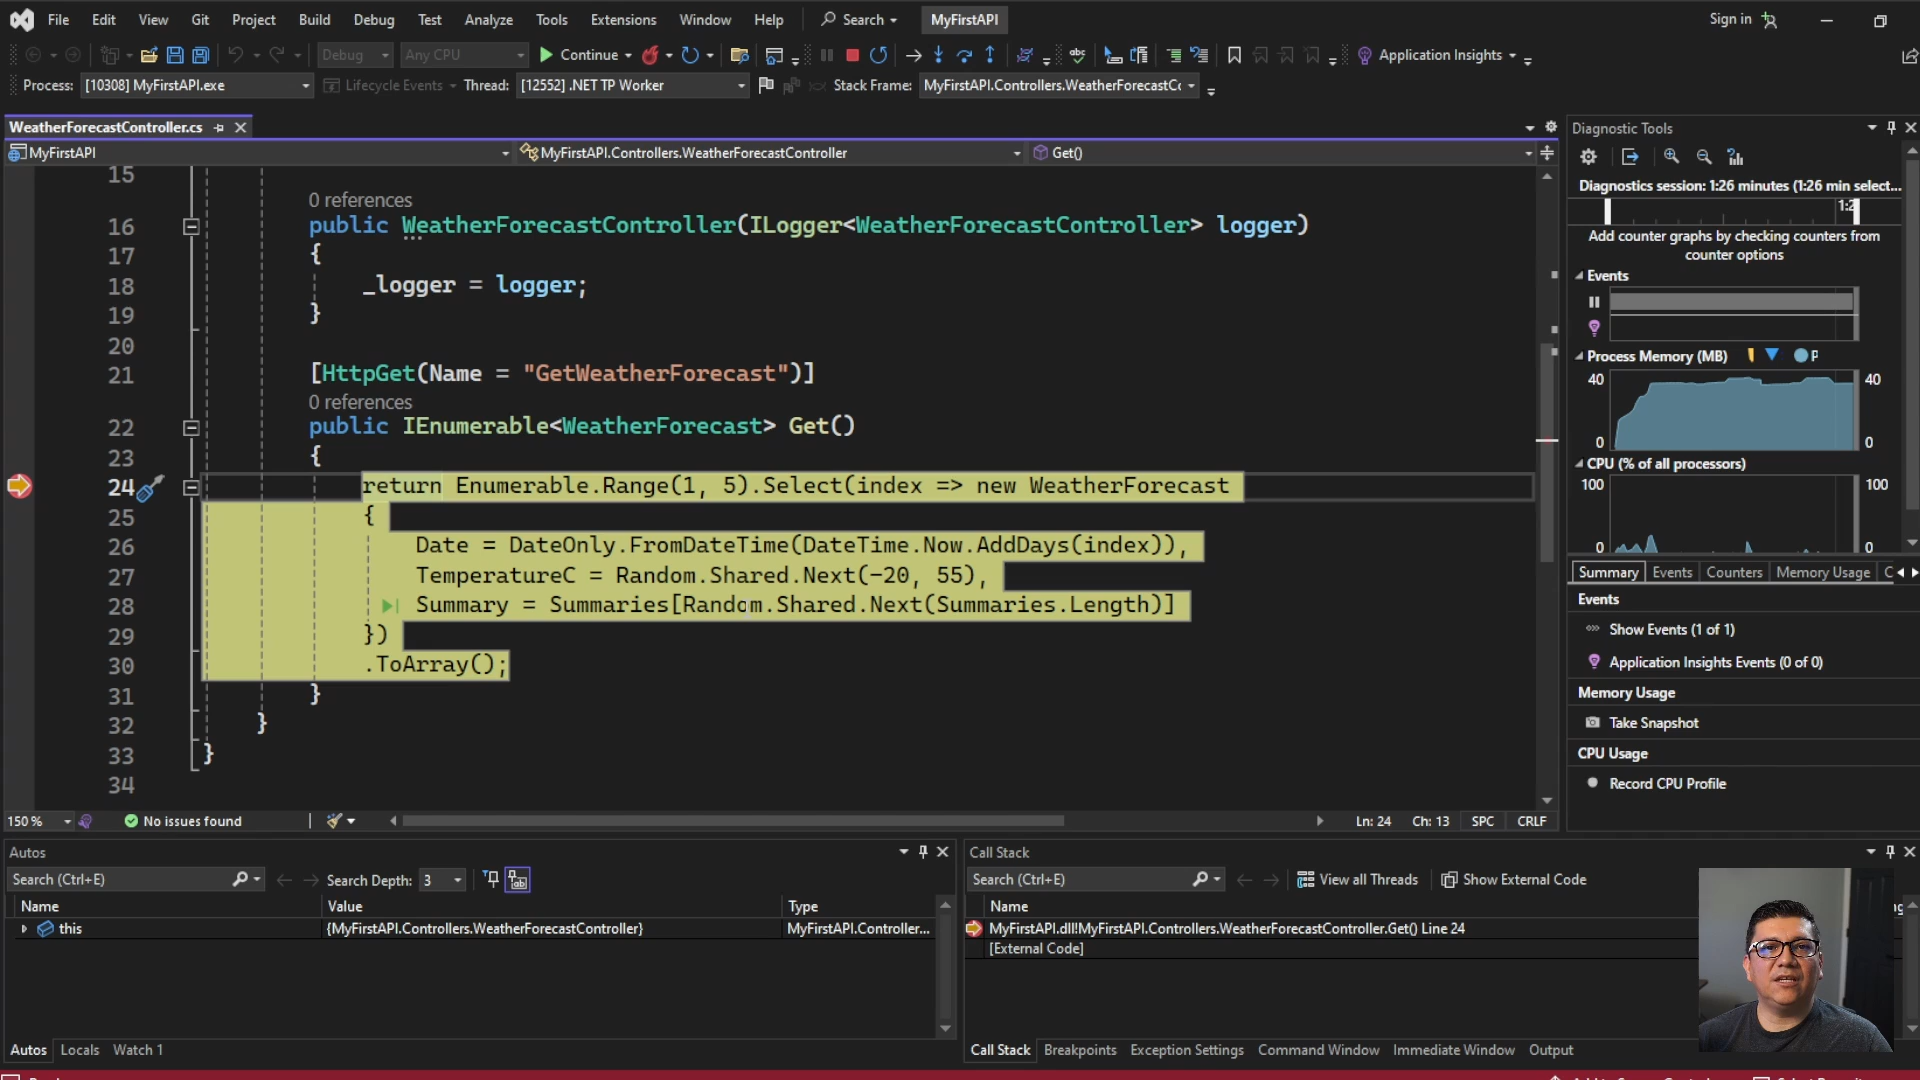 File Edit View Git Project Build Debug Test Analyze Tools Extensions Window Help Search MyFirstAPI Sign in
Debug Any CPU Continue Application Insights
Process: [10308] MyFirstAPI.exe Lifecycle Events Thread: [12552] .NET TP Worker Stack Frame: MyFirstAPI.Controllers.WeatherForecastCo
WeatherForecastController.cs
MyFirstAPI MyFirstAPI.Controllers.WeatherForecastController Get()
15
0 references
16 public WeatherForecastController(ILogger<WeatherForecastController> logger)
17 {
18 _logger = logger;
19 }
20
21 [HttpGet(Name = "GetWeatherForecast")]
0 references
22 public IEnumerable<WeatherForecast> Get()
23 {
24 return Enumerable.Range(1, 5).Select(index => new WeatherForecast
25 {
26 Date = DateOnly.FromDateTime(DateTime.Now.AddDays(index)),
27 TemperatureC = Random.Shared.Next(-20, 55),
28 Summary = Summaries[Random.Shared.Next(Summaries.Length)]
29 })
30 .ToArray();
31 }
32 }
33 }
34
150 % No issues found Ln: 24 Ch: 13 SPC CRLF
Diagnostic Tools
Diagnostics session: 1:26 minutes (1:26 min select...
Add counter graphs by checking counters from
counter options
Events
Process Memory (MB) P
40 40
0 0
CPU (% of all processors)
100 100
0 0
Summary Events Counters Memory Usage C
Events
Show Events (1 of 1)
Application Insights Events (0 of 0)
Memory Usage
Take Snapshot
CPU Usage
Record CPU Profile
Autos
Search (Ctrl+E) Search Depth: 3
Name Value Type
this {MyFirstAPI.Controllers.WeatherForecastController} MyFirstAPI.Controller...
Autos Locals Watch 1
Call Stack
Search (Ctrl+E) View all Threads Show External Code
Name
MyFirstAPI.dll!MyFirstAPI.Controllers.WeatherForecastController.Get() Line 24
[External Code]
Call Stack Breakpoints Exception Settings Command Window Immediate Window Output